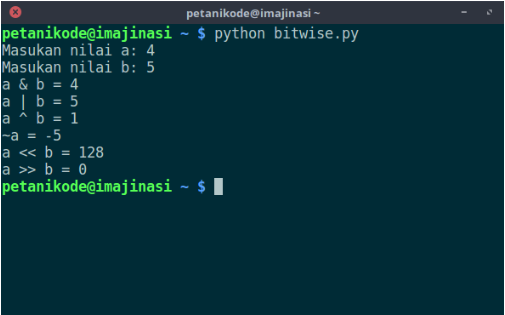 petanikode@imajinasi ~
petanikode@imajinasi ~ $ python bitwise.py
Masukan nilai a: 4
Masukan nilai b: 5
a & b = 4
a | b = 5
a ^ b = 1
~a = -5
a << b = 128
a >> b = 0
petanikode@imajinasi ~ $